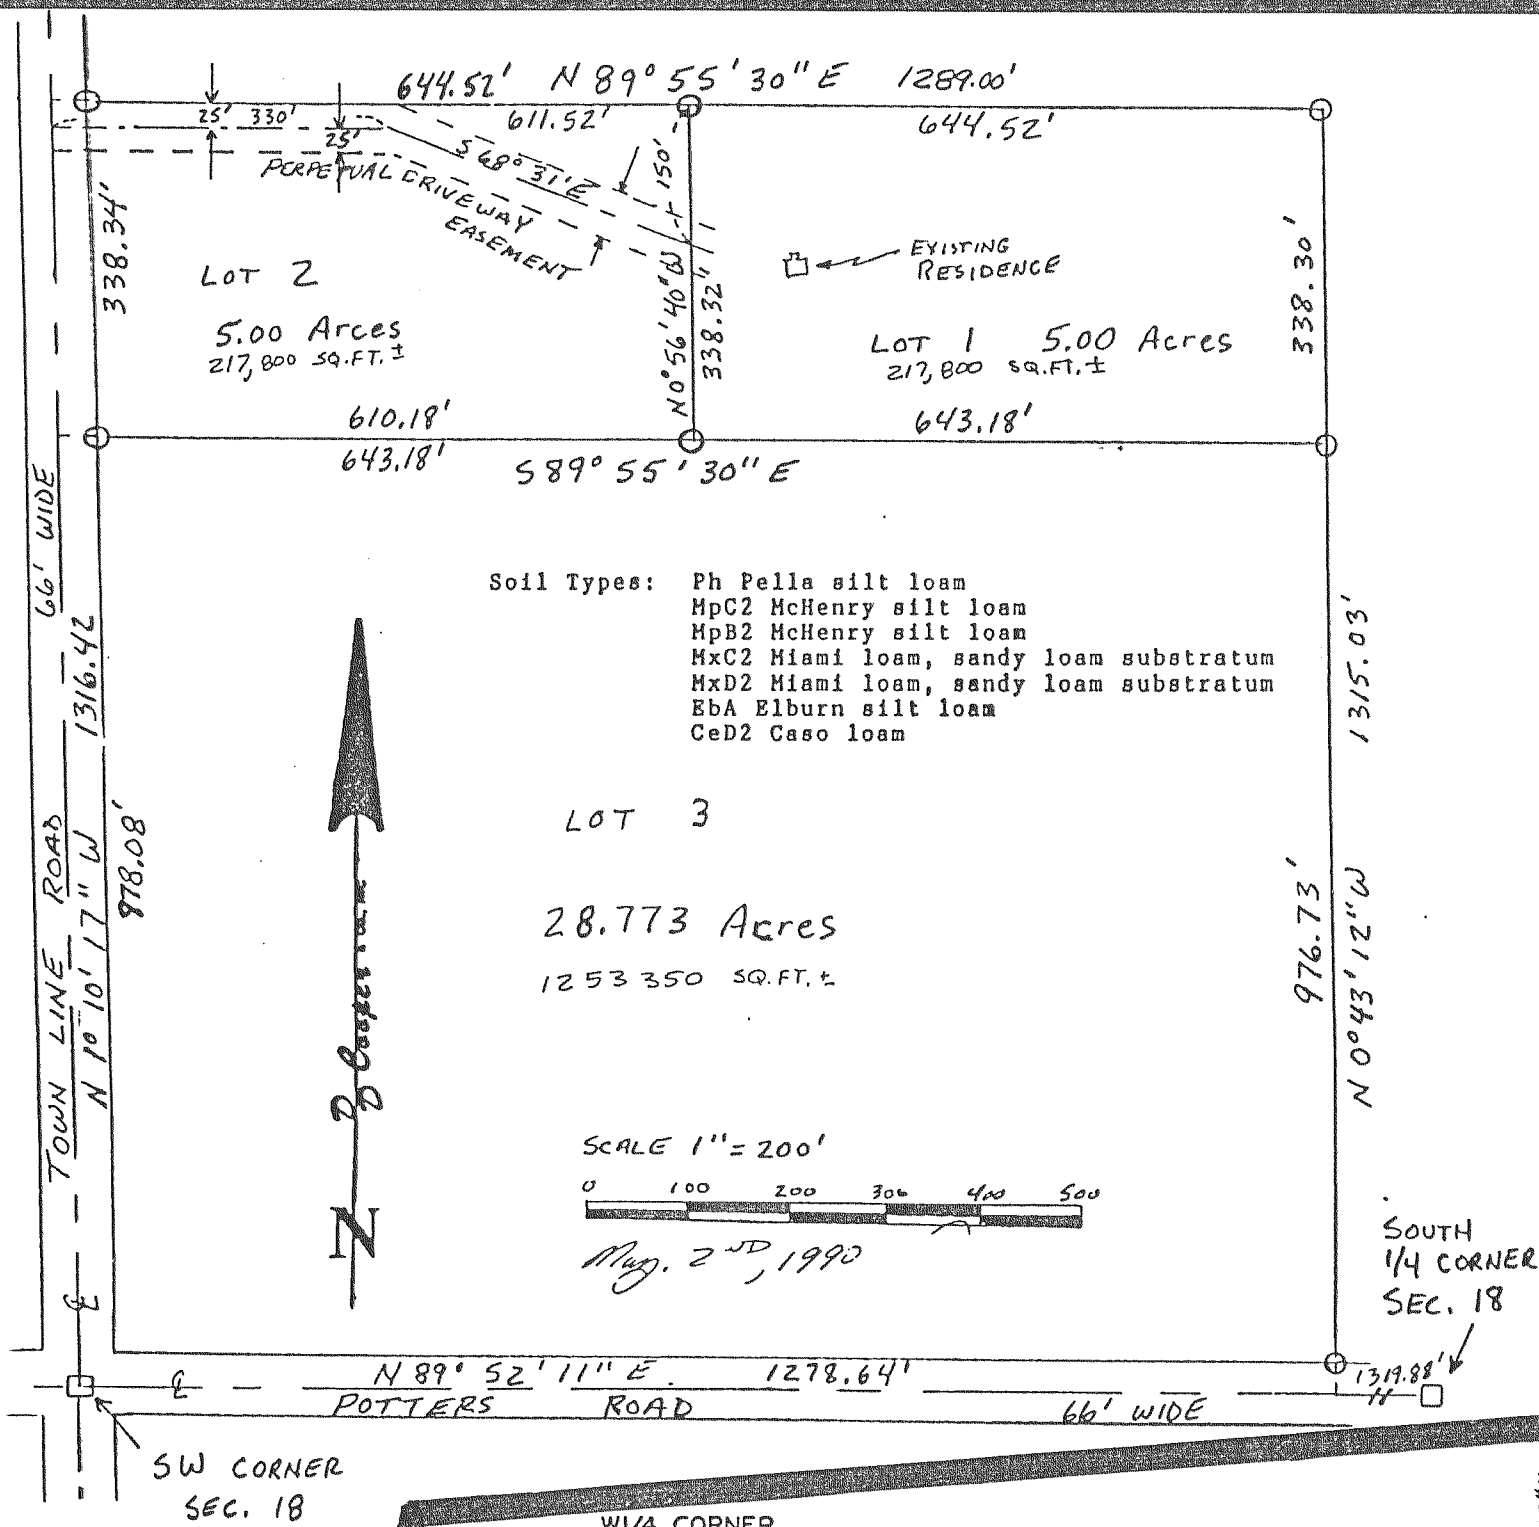 644.52' N 89° 55' 30" E 1289.00'
25' 330' 611.52' 644.52'
25'
S 68° 31' E
150'
PERPETUAL DRIVEWAY
EASEMENT
338.34'
LOT 2
5.00 Arces
217,800 SQ.FT.±
N 0° 56' 40" W
338.32"
EXISTING
RESIDENCE
LOT 1 5.00 Acres
217,800 SQ.FT.±
338.30'
610.18' 643.18'
643.18' S 89° 55' 30" E
66' WIDE
TOWN LINE ROAD
N 1° 10' 17" W 1316.42
978.08'
Soil Types: Ph Pella silt loam
MpC2 McHenry silt loam
MpB2 McHenry silt loam
MxC2 Miami loam, sandy loam substratum
MxD2 Miami loam, sandy loam substratum
EbA Elburn silt loam
CeD2 Caso loam
LOT 3
28.773 Acres
1253350 SQ.FT.±
1315.03'
976.73'
N 0° 43' 12" W
N
SCALE 1" = 200'
0 100 200 300 400 500
2ND, 1990
SOUTH
1/4 CORNER
SEC. 18
N 89° 52' 11" E. 1278.64'
1319.88'
POTTERS ROAD 66' WIDE
SW CORNER
SEC. 18
W1/4 CORNER